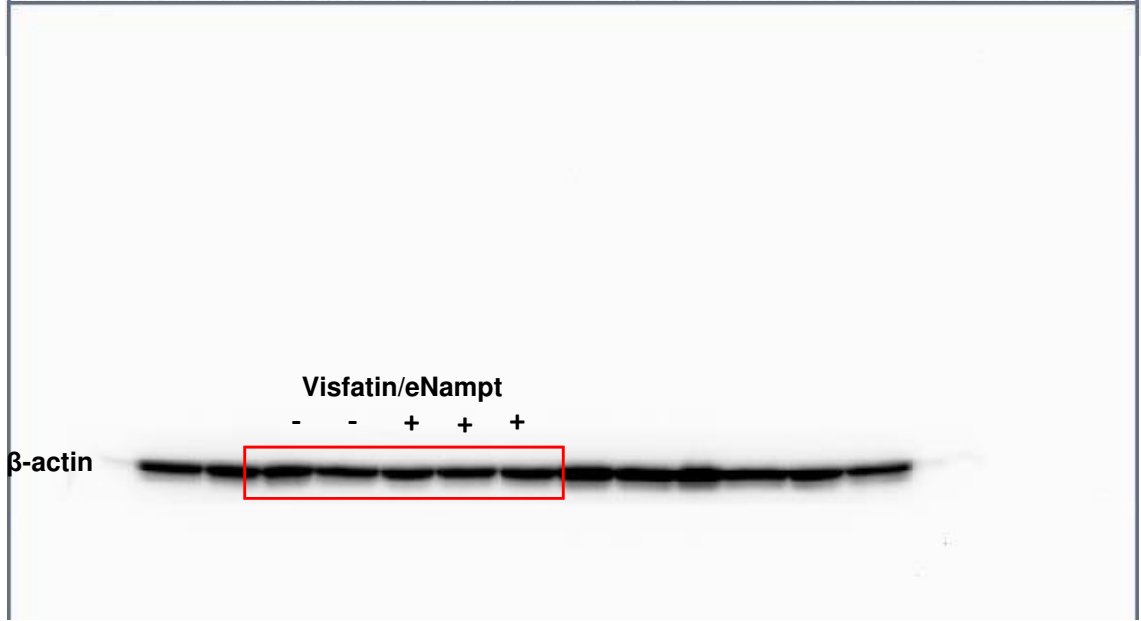 Visfatin/eNampt
- - + + +
β-actin